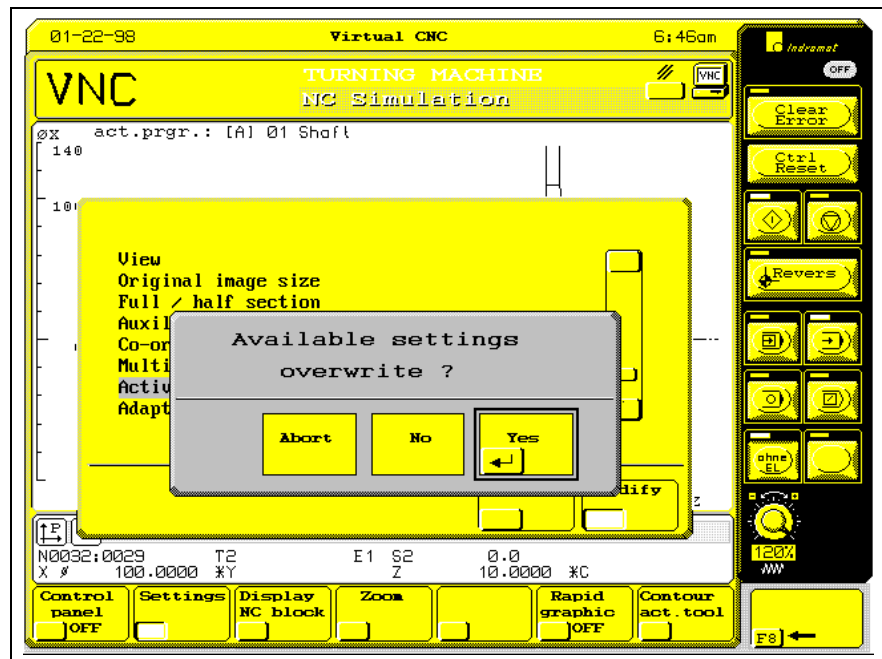 01-22-98 Virtual CNC 6:46am
VNC
TURNING MACHINE
NC Simulation
VNC
Indramat
OFF
Clear
Error
Ctrl
Reset
Revers
ohne
EL
120%
F8
øX act.prgr.: [A] 01 Shaft
140
View
Original image size
Full / half section
Auxil
Co-or
Multi
Activ
Adapt
Available settings
overwrite ?
Abort No Yes
dify
Z
P
N0032:0029 T2 E1 S2 0.0
X ø 100.0000 *Y Z 10.0000 *C
Control
panel
OFF
Settings
Display
NC block
Zoom
Rapid
graphic
OFF
Contour
act.tool